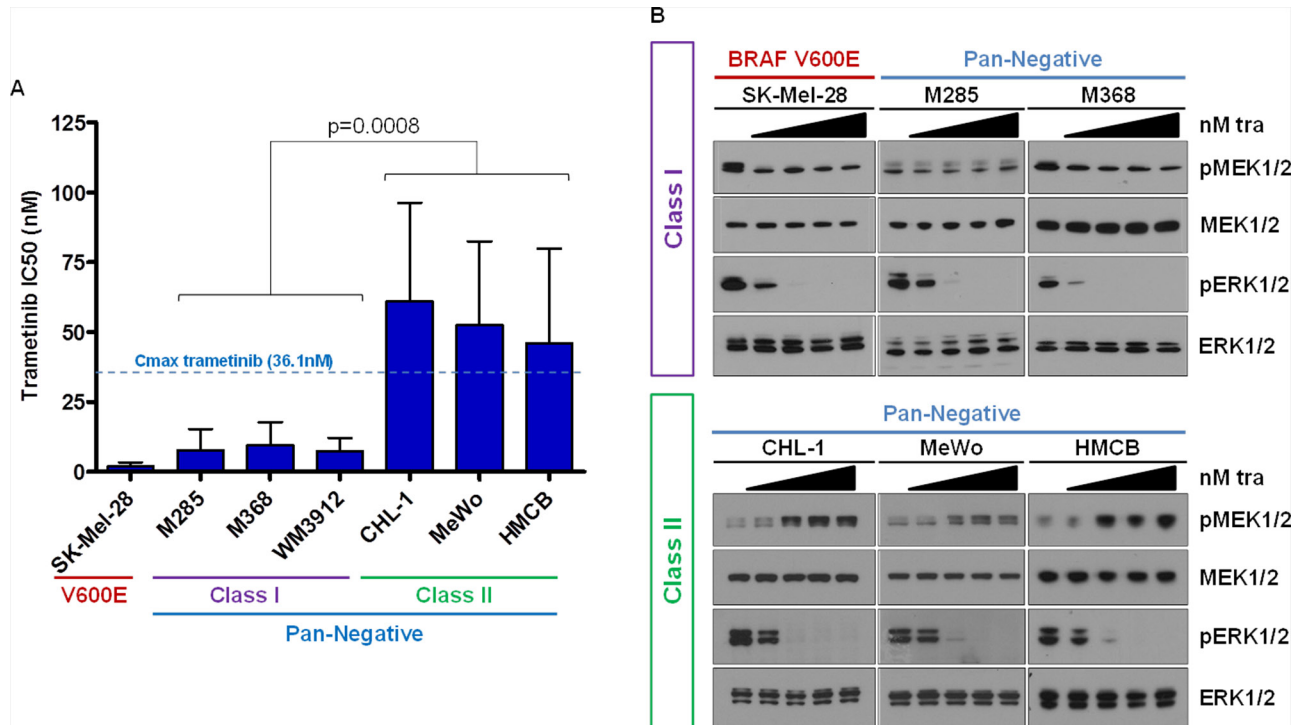 A
Trametinib IC50 (nM)
125
100
75
50
25
0
p=0.0008
Cmax trametinib (36.1nM)
SK-Mel-28
M285
M368
WM3912
CHL-1
MeWo
HMCB
V600E
Class I
Class II
Pan-Negative
B
Class I
BRAF V600E
Pan-Negative
SK-Mel-28
M285
M368
nM tra
pMEK1/2
MEK1/2
pERK1/2
ERK1/2
Class II
Pan-Negative
CHL-1
MeWo
HMCB
nM tra
pMEK1/2
MEK1/2
pERK1/2
ERK1/2